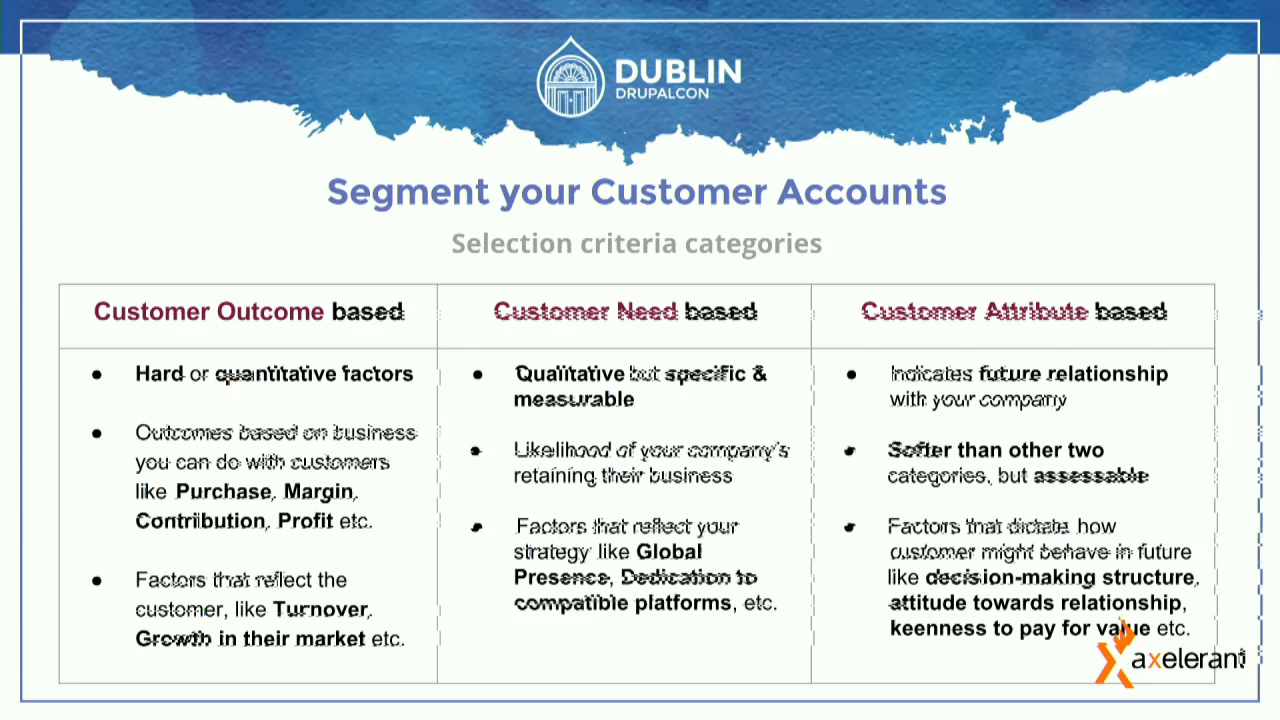 DUBLIN
DRUPALCON
Segment your Customer Accounts
Selection criteria categories
Customer Outcome based
● Hard or quantitative factors
● Outcomes based on business
you can do with customers
like Purchase, Margin,
Contribution, Profit etc.
● Factors that reflect the
customer, like Turnover,
Growth in their market etc.
Customer Need based
● Qualitative but specific &
measurable
● Likelihood of your company's
retaining their business
● Factors that reflect your
strategy like Global
Presence, Dedication to
compatible platforms, etc.
Customer Attribute based
● Indicates future relationship
with your company
● Softer than other two
categories, but assessable
● Factors that dictate how
customer might behave in future
like decision-making structure,
attitude towards relationship,
keenness to pay for value etc.
axelerant